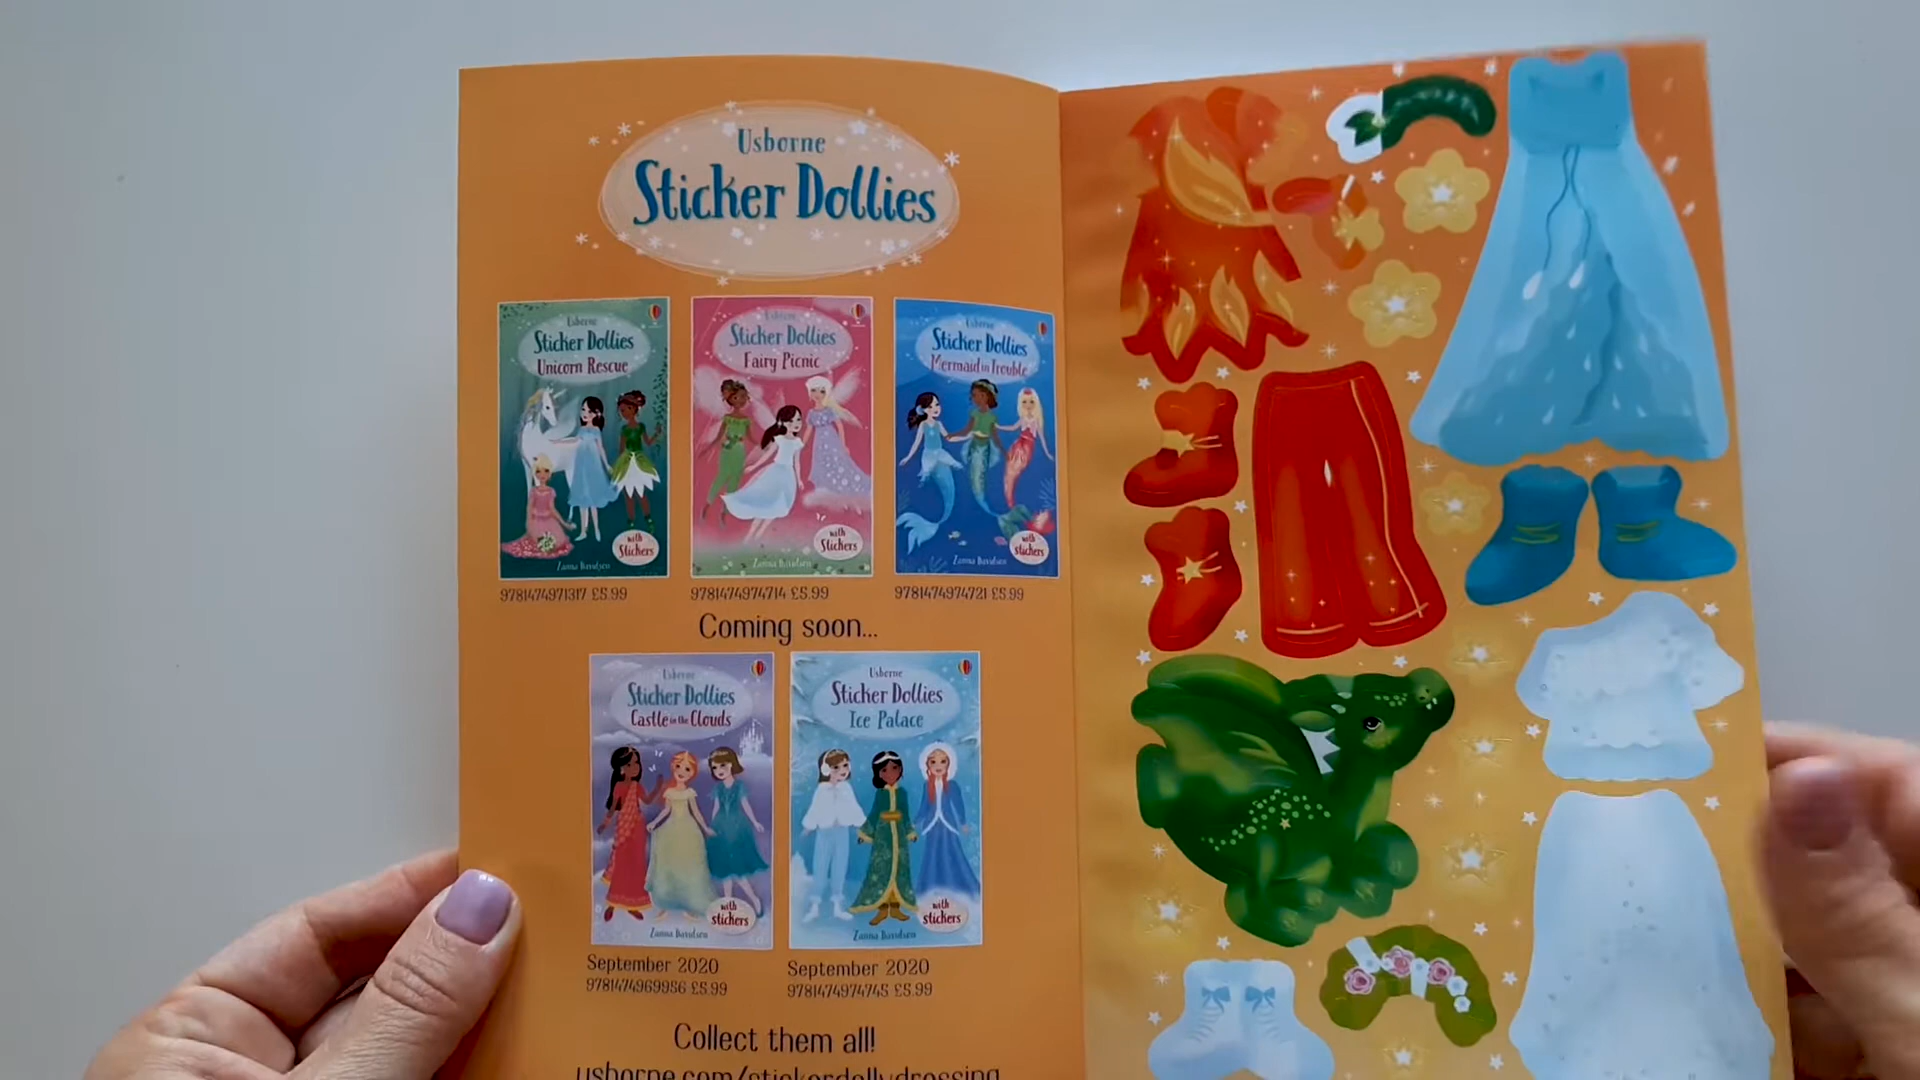 Usborne
Sticker Dollies
Usborne
Sticker Dollies
Unicorn Rescue
with
Stickers
Zanna Davidson
9781474971317 £5.99
Usborne
Sticker Dollies
Fairy Picnic
with
Stickers
Zanna Davidson
9781474974714 £5.99
Usborne
Sticker Dollies
Mermaid in Trouble
with
stickers
Zanna Davidson
9781474974721 £5.99
Coming soon...
Usborne
Sticker Dollies
Castle in the Clouds
with
stickers
Zanna Davidson
September 2020
9781474969956 £5.99
Usborne
Sticker Dollies
Ice Palace
with
stickers
Zanna Davidson
September 2020
9781474974745 £5.99
Collect them all!
usborne.com/stickerdollydressing